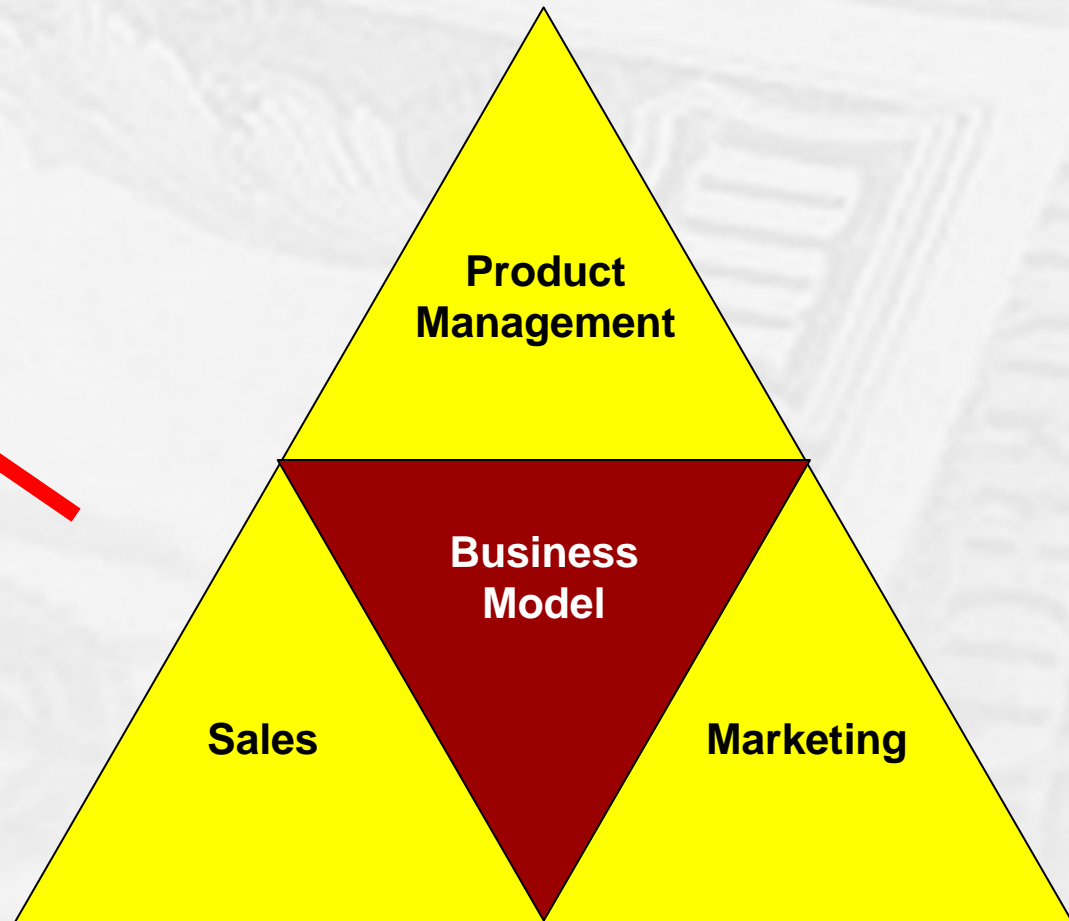 Product
Management
Business
Model
Sales
Marketing